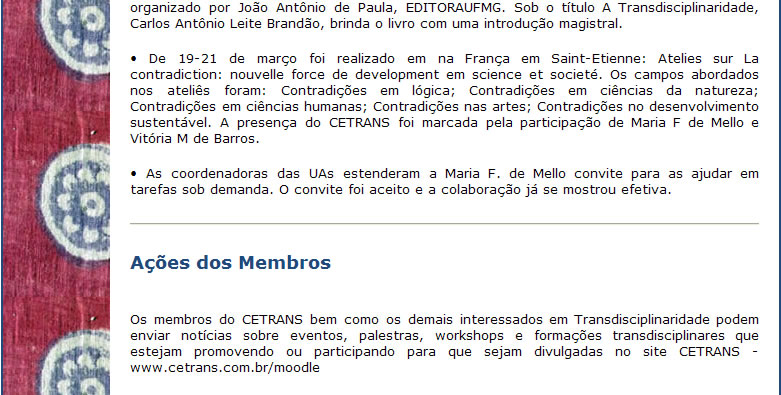 organizado por João Antônio de Paula, EDITORAUFMG. Sob o título A Transdisciplinaridade,
Carlos Antônio Leite Brandão, brinda o livro com uma introdução magistral.
• De 19-21 de março foi realizado em na França em Saint-Etienne: Atelies sur La
contradiction: nouvelle force de development em science et societé. Os campos abordados
nos ateliês foram: Contradições em lógica; Contradições em ciências da natureza;
Contradições em ciências humanas; Contradições nas artes; Contradições no desenvolvimento
sustentável. A presença do CETRANS foi marcada pela participação de Maria F de Mello e
Vitória M de Barros.
• As coordenadoras das UAs estenderam a Maria F. de Mello convite para as ajudar em
tarefas sob demanda. O convite foi aceito e a colaboração já se mostrou efetiva.
Ações dos Membros
Os membros do CETRANS bem como os demais interessados em Transdisciplinaridade podem
enviar notícias sobre eventos, palestras, workshops e formações transdisciplinares que
estejam promovendo ou participando para que sejam divulgadas no site CETRANS -
www.cetrans.com.br/moodle